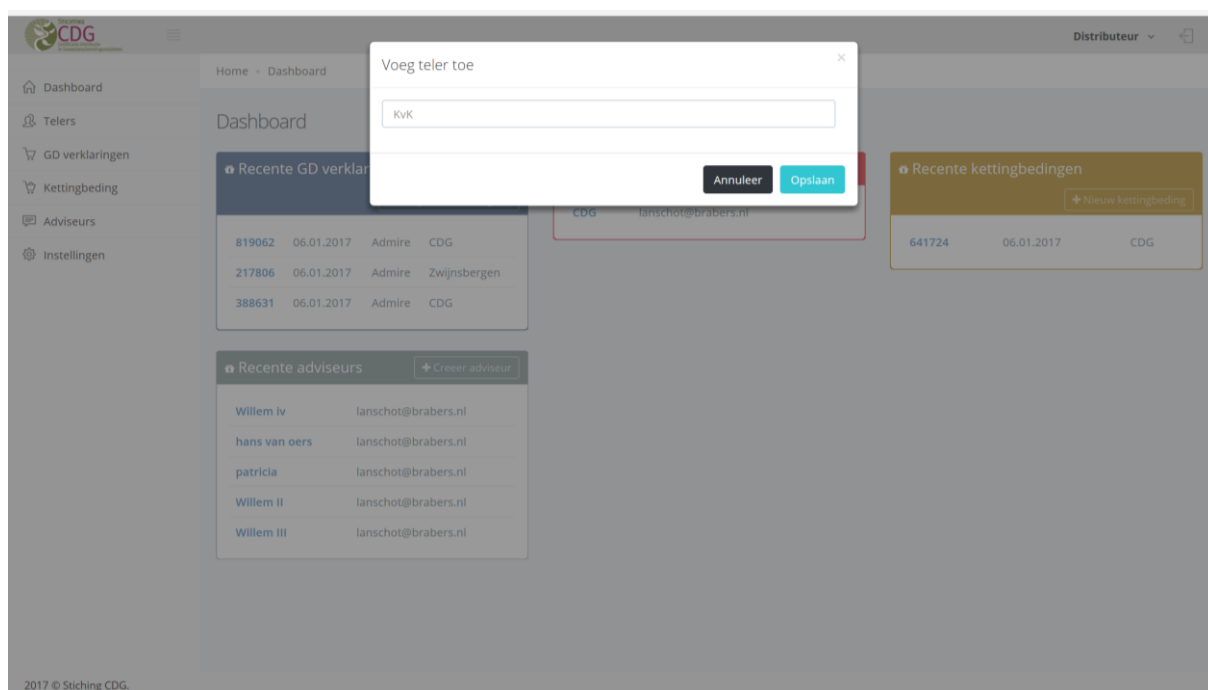 CDG
Distributeur
Voeg teler toe
×
Home Dashboard
Dashboard
Telers
GD verklaringen
Kettingbeding
Adviseurs
Instellingen
KvK
Annuleer Opslaan
Dashboard
Recente GD verklar
819062 06.01.2017 Admire CDG
217806 06.01.2017 Admire Zwijnsbergen
388631 06.01.2017 Admire CDG
CDG lanschot@brabers.nl
Recente kettingbedingen
+ Nieuw kettingbeding
641724 06.01.2017 CDG
Recente adviseurs + Creeer adviseur
Willem iv lanschot@brabers.nl
hans van oers lanschot@brabers.nl
patricia lanschot@brabers.nl
Willem II lanschot@brabers.nl
Willem III lanschot@brabers.nl
2017 © Stiching CDG.